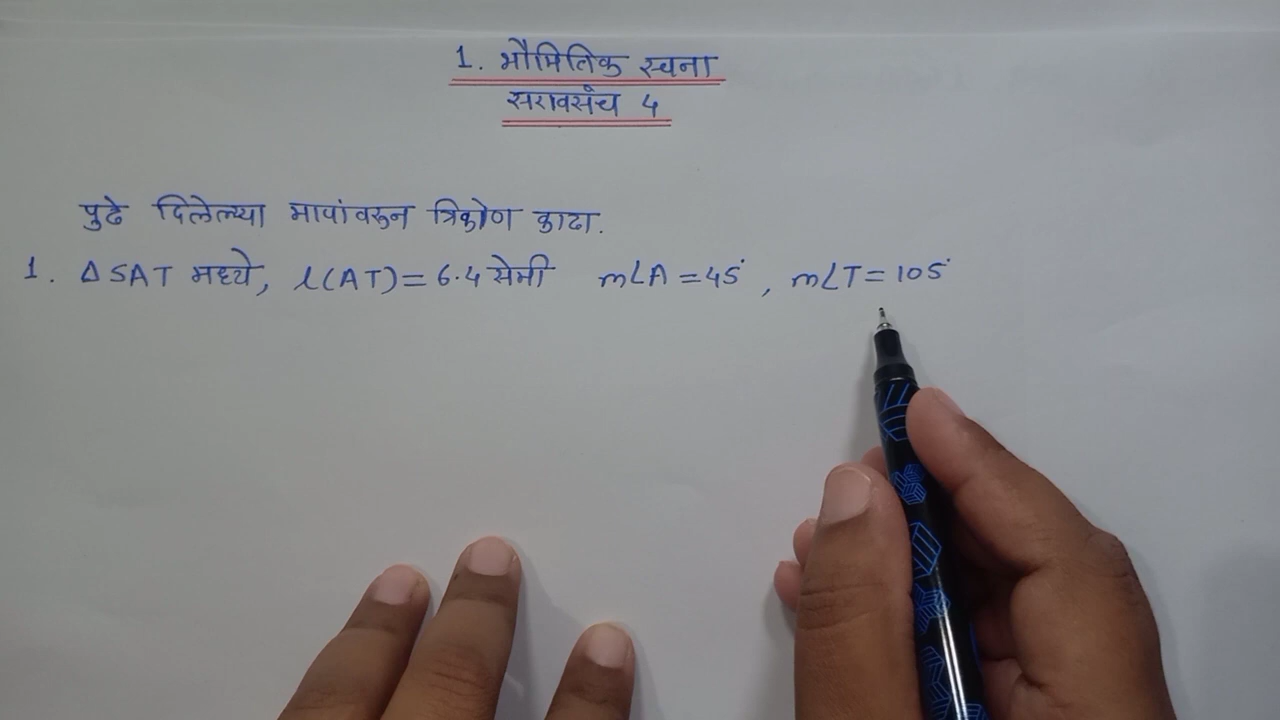 1. भौमितिक रचना
सरावसंच 4
पुढे दिलेल्या मापांवरून त्रिकोण काढा.
1. ΔSAT मध्ये, l(AT) = 6.4 सेमी m∠A = 45°, m∠T = 105°